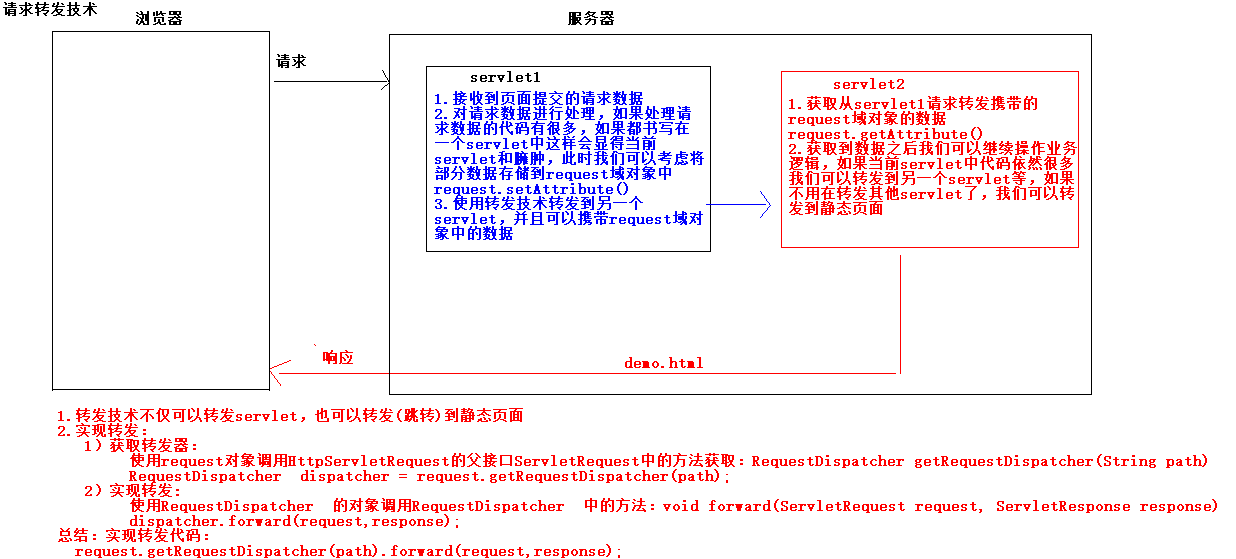 请求转发技术
浏览器
服务器
请求
servlet1
1.接收到页面提交的请求数据
2.对请求数据进行处理，如果处理请
求数据的代码有很多，如果都书写在
一个servlet中这样会显得当前
servlet和臃肿，此时我们可以考虑将
部分数据存储到request域对象中
request.setAttribute()
3.使用转发技术转发到另一个
servlet，并且可以携带request域对
象中的数据
servlet2
1.获取从servlet1请求转发携带的
request域对象的数据
request.getAttribute()
2.获取到数据之后我们可以继续操作业务
逻辑，如果当前servlet中代码依然很多
我们可以转发到另一个servlet等，如果
不用在转发其他servlet了，我们可以转
发到静态页面
响应
demo.html
1.转发技术不仅可以转发servlet，也可以转发(跳转)到静态页面
2.实现转发：
1）获取转发器：
使用request对象调用HttpServletRequest的父接口ServletRequest中的方法获取：RequestDispatcher getRequestDispatcher(String path)
RequestDispatcher dispatcher = request.getRequestDispatcher(path);
2）实现转发：
使用RequestDispatcher 的对象调用RequestDispatcher 中的方法：void forward(ServletRequest request, ServletResponse response)
dispatcher.forward(request,response);
总结：实现转发代码：
request.getRequestDispatcher(path).forward(request,response);